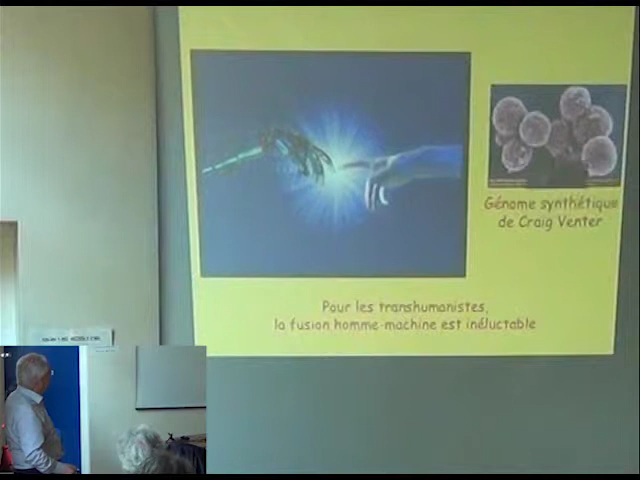 Génome synthétique
de Craig Venter
Pour les transhumanistes,
la fusion homme-machine est inéluctable